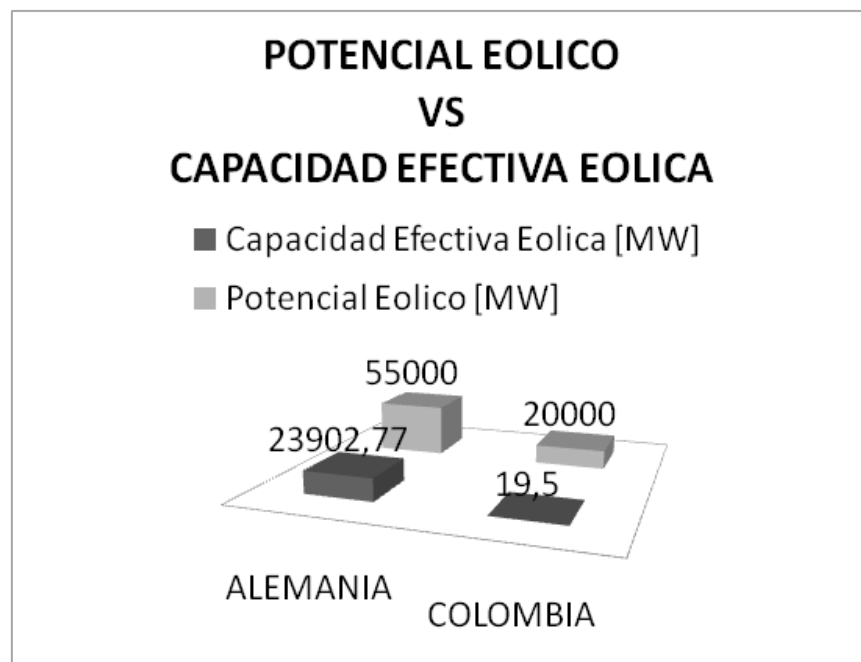 POTENCIAL EOLICO
VS
CAPACIDAD EFECTIVA EOLICA
Capacidad Efectiva Eolica [MW]
Potencial Eolico [MW]
55000
20000
23902,77
19,5
ALEMANIA
COLOMBIA